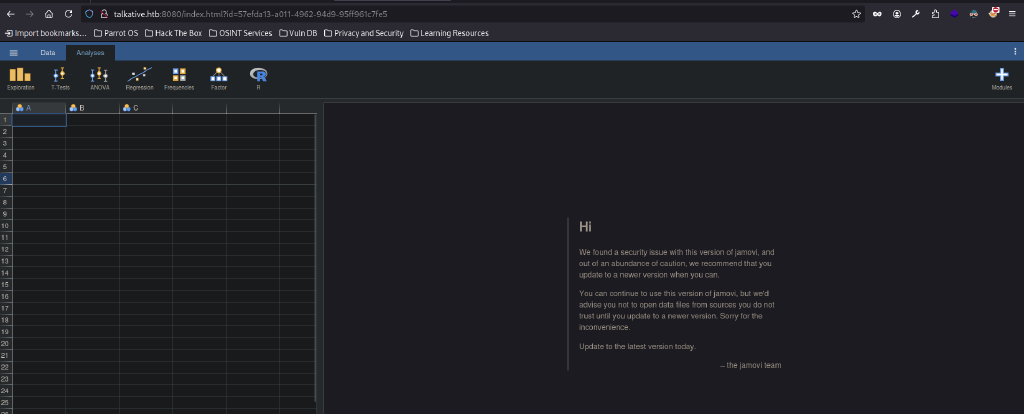 talkative.htb:8080/index.html?id=57efda13-a011-4962-94d9-95ff961c7fe5
Import bookmarks... Parrot OS Hack The Box OSINT Services Vuln DB Privacy and Security Learning Resources
Data Analyses
Exploration T-Tests ANOVA Regression Frequencies Factor R Modules
A B C
1
2
3
4
5
6
7
8
9
10
11
12
13
14
15
16
17
18
19
20
21
22
23
24
25
Hi
We found a security issue with this version of jamovi, and
out of an abundance of caution, we recommend that you
update to a newer version when you can.
You can continue to use this version of jamovi, but we'd
advise you not to open data files from sources you do not
trust until you update to a newer version. Sorry for the
inconvenience.
Update to the latest version today.
– the jamovi team